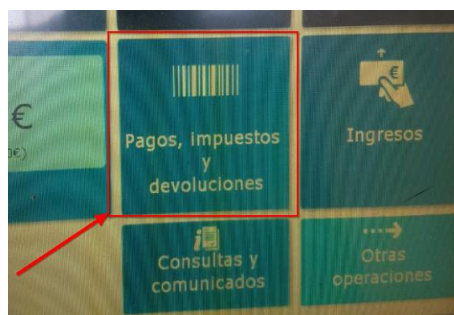 €
Pagos, impuestos
y
devoluciones
€
Ingresos
Consultas y
comunicados
Otras
operaciones